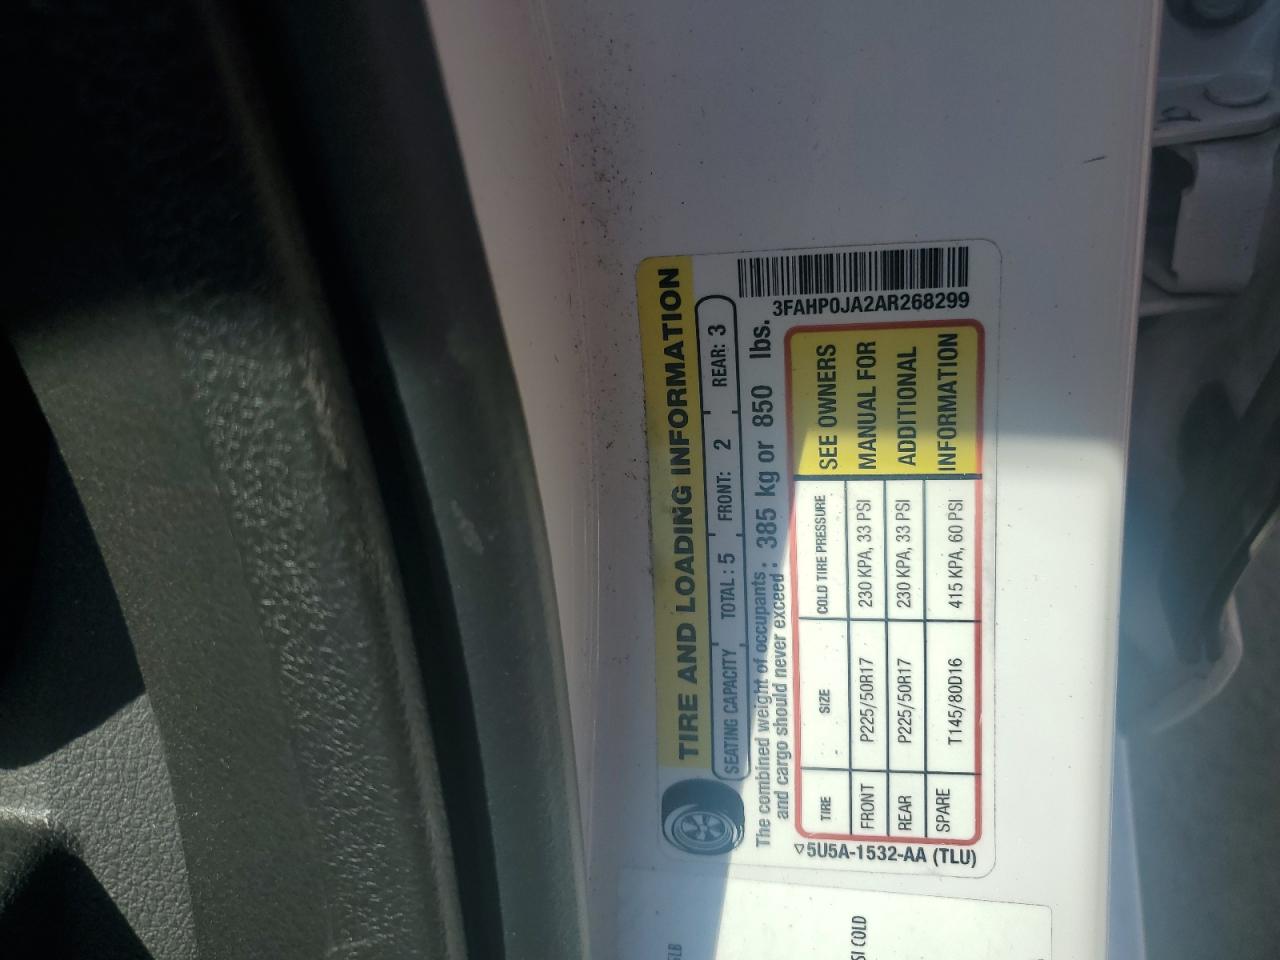 TIRE AND LOADING INFORMATION
SEATING CAPACITY TOTAL: 5 FRONT: 2 REAR: 3
The combined weight of occupants
and cargo should never exceed 385 kg or 850 lbs.
3FAHP0JA2AR268299
TIRE SIZE COLD TIRE PRESSURE
FRONT P225/50R17 230 KPA, 33 PSI
REAR P225/50R17 230 KPA, 33 PSI
SPARE T145/80D16 415 KPA, 60 PSI
SEE OWNERS
MANUAL FOR
ADDITIONAL
INFORMATION
5U5A-1532-AA (TLU)
COLD